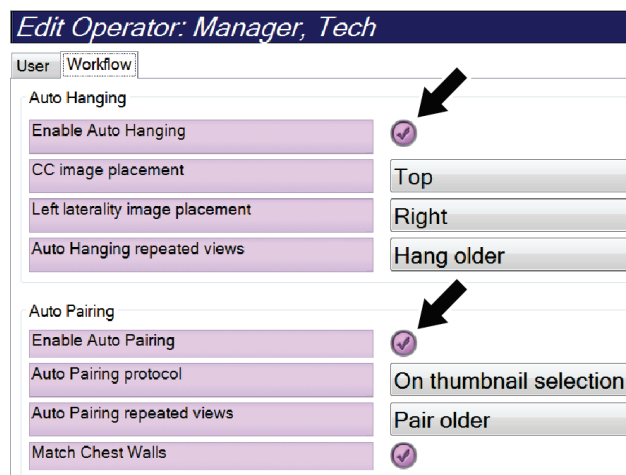 Edit Operator: Manager, Tech
User Workflow
Auto Hanging
Enable Auto Hanging
CC image placement Top
Left laterality image placement Right
Auto Hanging repeated views Hang older
Auto Pairing
Enable Auto Pairing
Auto Pairing protocol On thumbnail selection
Auto Pairing repeated views Pair older
Match Chest Walls